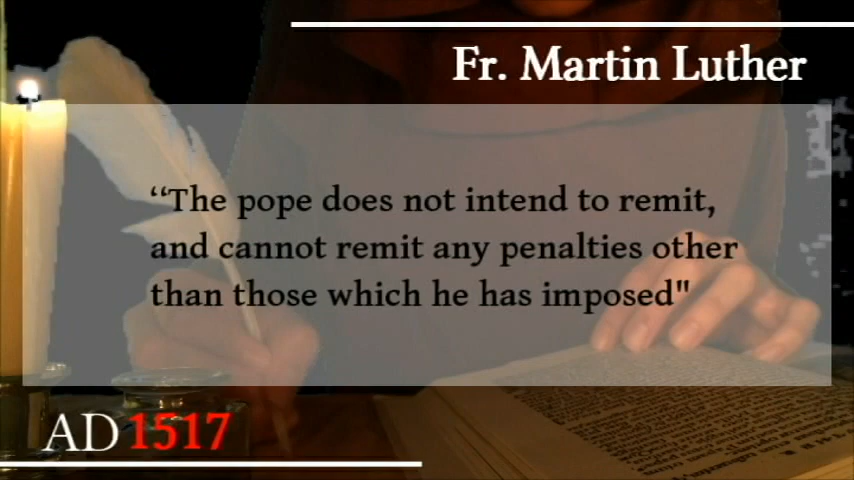 Fr. Martin Luther
“The pope does not intend to remit,
and cannot remit any penalties other
than those which he has imposed"
AD 1517